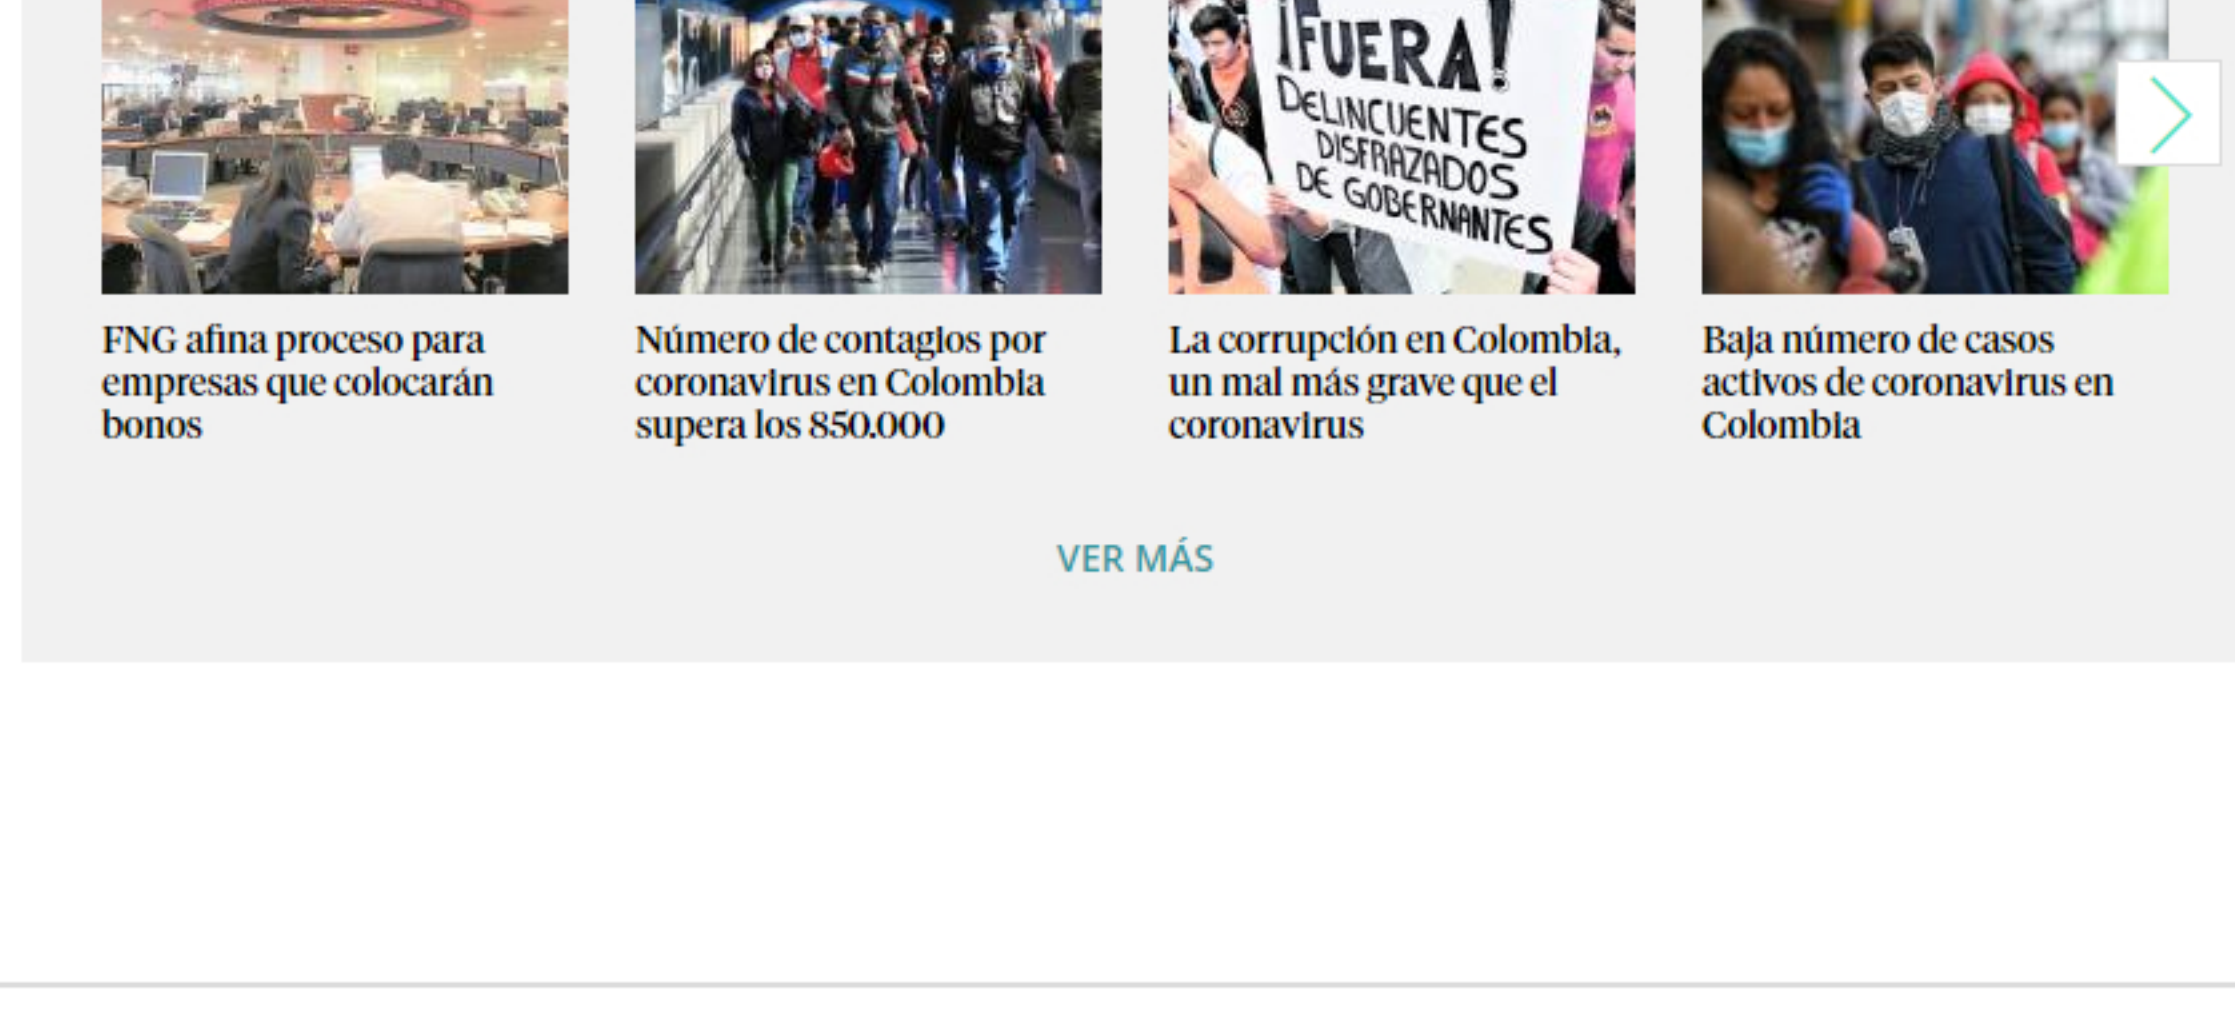 ¡FUERA!
DELINCUENTES
DISFRAZADOS
DE GOBERNANTES
FNG afina proceso para
empresas que colocarán
bonos
Número de contagios por
coronavirus en Colombia
supera los 850.000
La corrupción en Colombia,
un mal más grave que el
coronavirus
Baja número de casos
activos de coronavirus en
Colombia
VER MÁS